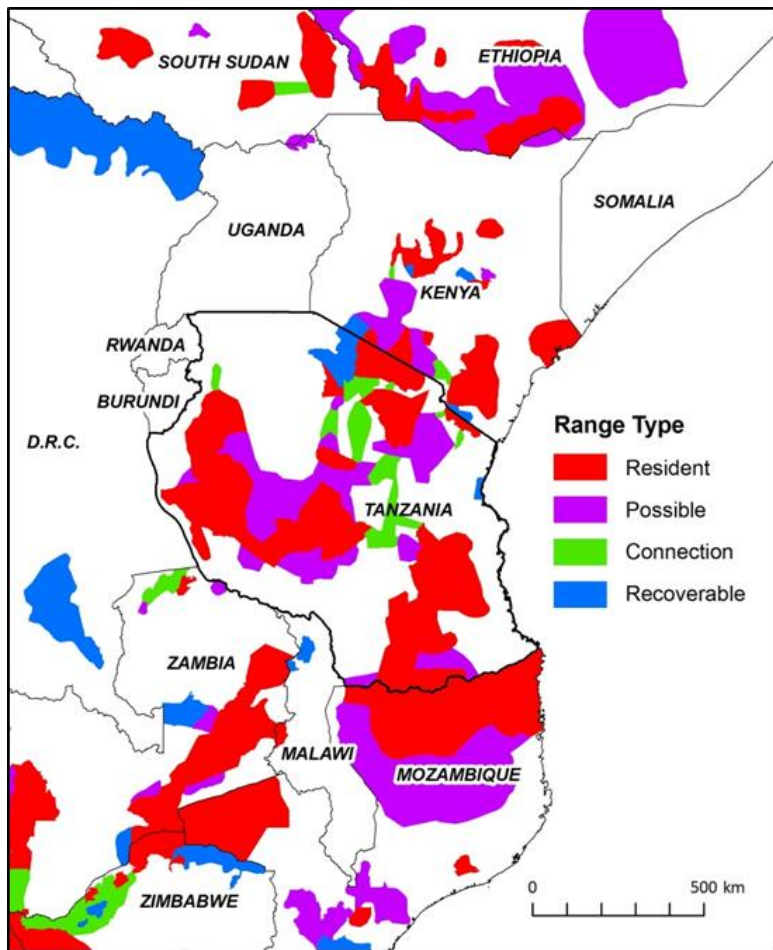 SOUTH SUDAN
ETHIOPIA
SOMALIA
UGANDA
KENYA
RWANDA
BURUNDI
D.R.C.
Range Type
Resident
Possible
Connection
Recoverable
TANZANIA
ZAMBIA
MALAWI
MOZAMBIQUE
ZIMBABWE
0 500 km